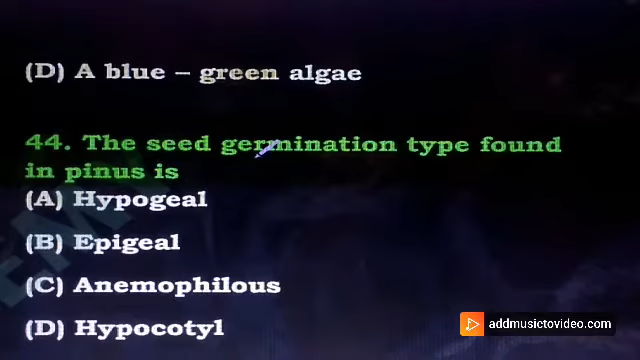 (D) A blue – green algae
44. The seed germination type found
in pinus is
(A) Hypogeal
(B) Epigeal
(C) Anemophilous
(D) Hypocotyl
addmusictovideo.com